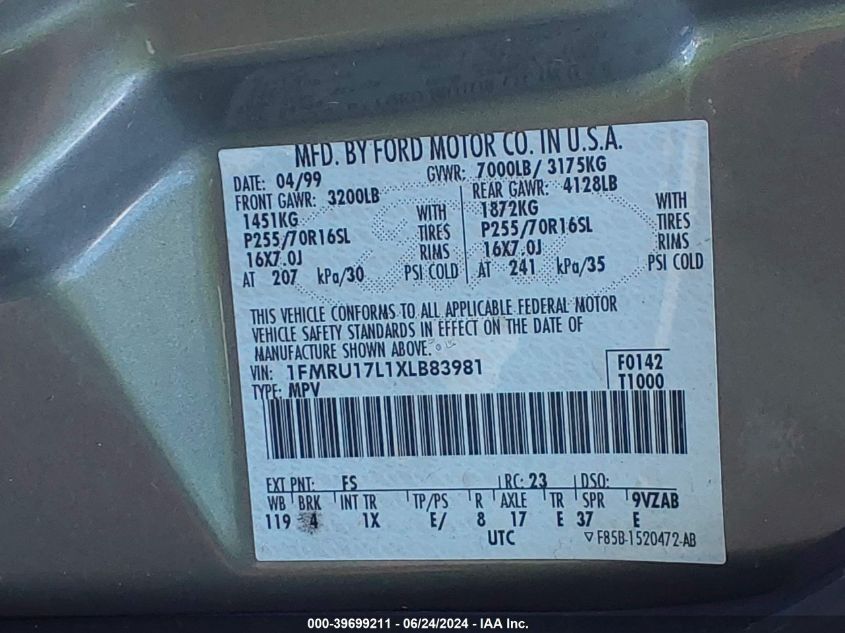 MFD. BY FORD MOTOR CO. IN U.S.A.
DATE: 04/99 GVWR: 7000LB/ 3175KG
FRONT GAWR: 3200LB REAR GAWR: 4128LB
1451KG WITH 1872KG WITH
P255/70R16SL TIRES P255/70R16SL TIRES
16X7.0J RIMS 16X7.0J RIMS
AT 207 kPa/30 PSI COLD AT 241 kPa/35 PSI COLD
THIS VEHICLE CONFORMS TO ALL APPLICABLE FEDERAL MOTOR
VEHICLE SAFETY STANDARDS IN EFFECT ON THE DATE OF
MANUFACTURE SHOWN ABOVE.
VIN: 1FMRU17L1XLB83981 F0142
TYPE: MPV T1000
EXT PNT: FS RC: 23 DSO:
WB BRK INT TR TP/PS R AXLE TR SPR 9VZAB
119 4 1X E/ 8 17 E 37 E
UTC ▽F85B-1520472-AB
000-39699211 - 06/24/2024 - IAA Inc.